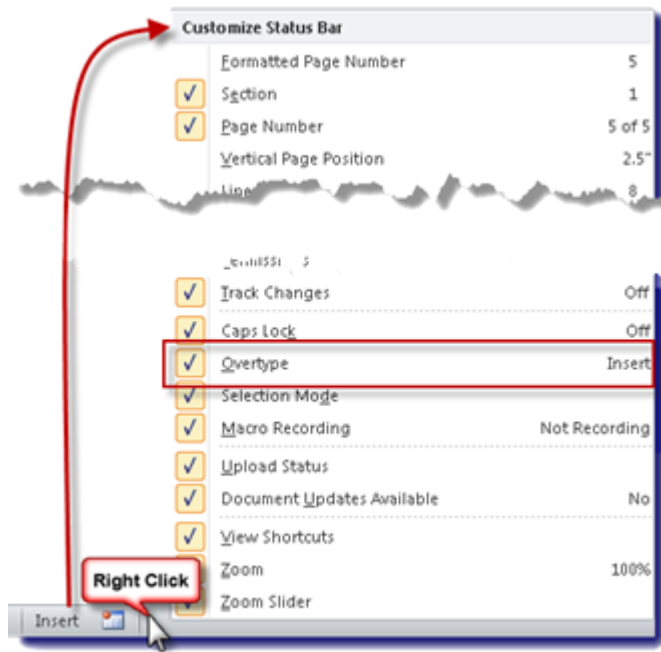 Customize Status Bar
Formatted Page Number 5
Section 1
Page Number 5 of 5
Vertical Page Position 2.5"
Line 8
Track Changes Off
Caps Lock Off
Overtype Insert
Selection Mode
Macro Recording Not Recording
Upload Status
Document Updates Available No
View Shortcuts
Zoom 100%
Zoom Slider
Right Click
Insert